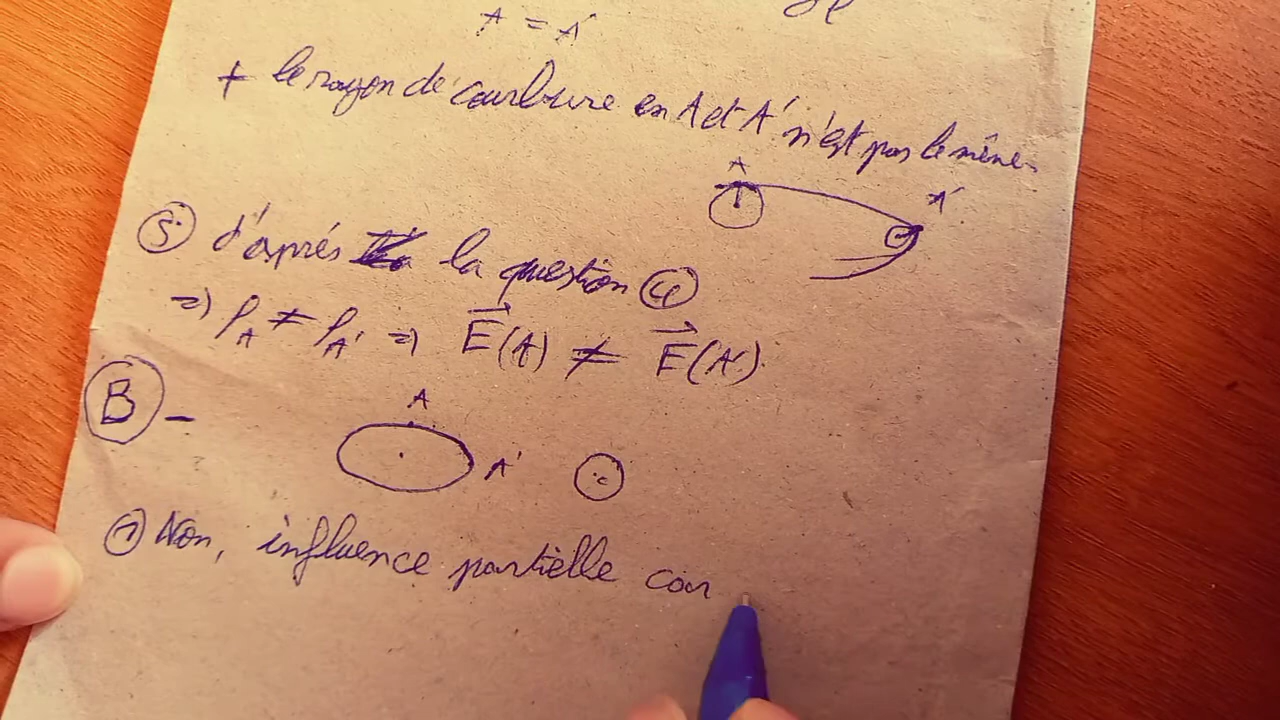 A = A'
+ le rayon de courbure en A et A' n'est pas le même.
A
A'
⑤ d'aprés la question ④
=> ρA ≠ ρA' => E⃗(A) ≠ E⃗(A').
Ⓑ -
A
A'
① Non, influence partielle car